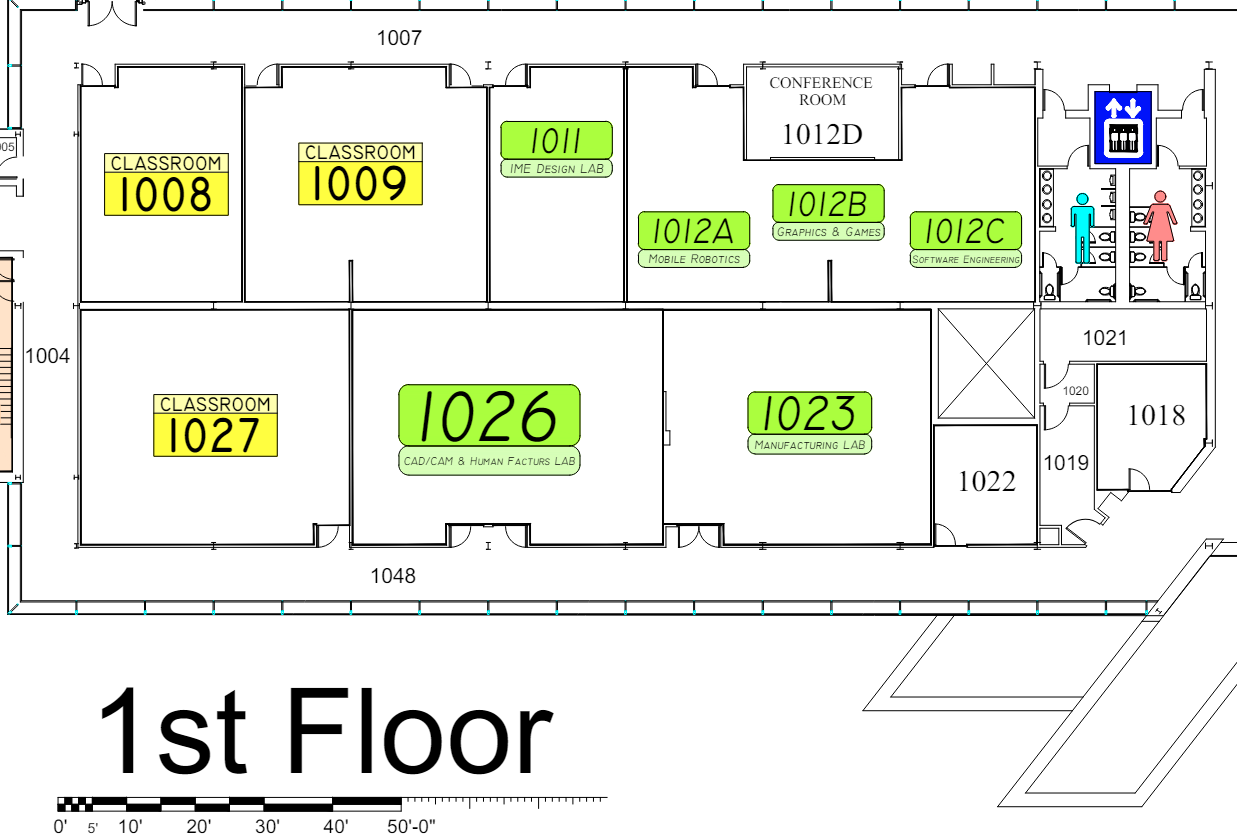 1007
CONFERENCE
ROOM
1012D
CLASSROOM
1008
CLASSROOM
1009
1011
IME DESIGN LAB
1012A
MOBILE ROBOTICS
1012B
GRAPHICS & GAMES
1012C
SOFTWARE ENGINEERING
1004
1021
1020
1018
1019
1022
CLASSROOM
1027
1026
CAD/CAM & HUMAN FACTURS LAB
1023
MANUFACTURING LAB
1048
1st Floor
0' 5' 10' 20' 30' 40' 50'-0"